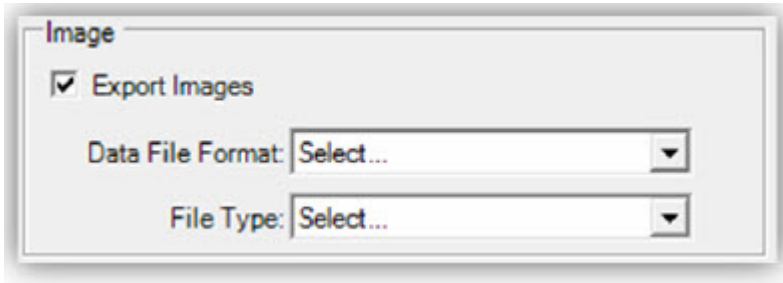 Image
Export Images
Data File Format: Select...
File Type: Select...